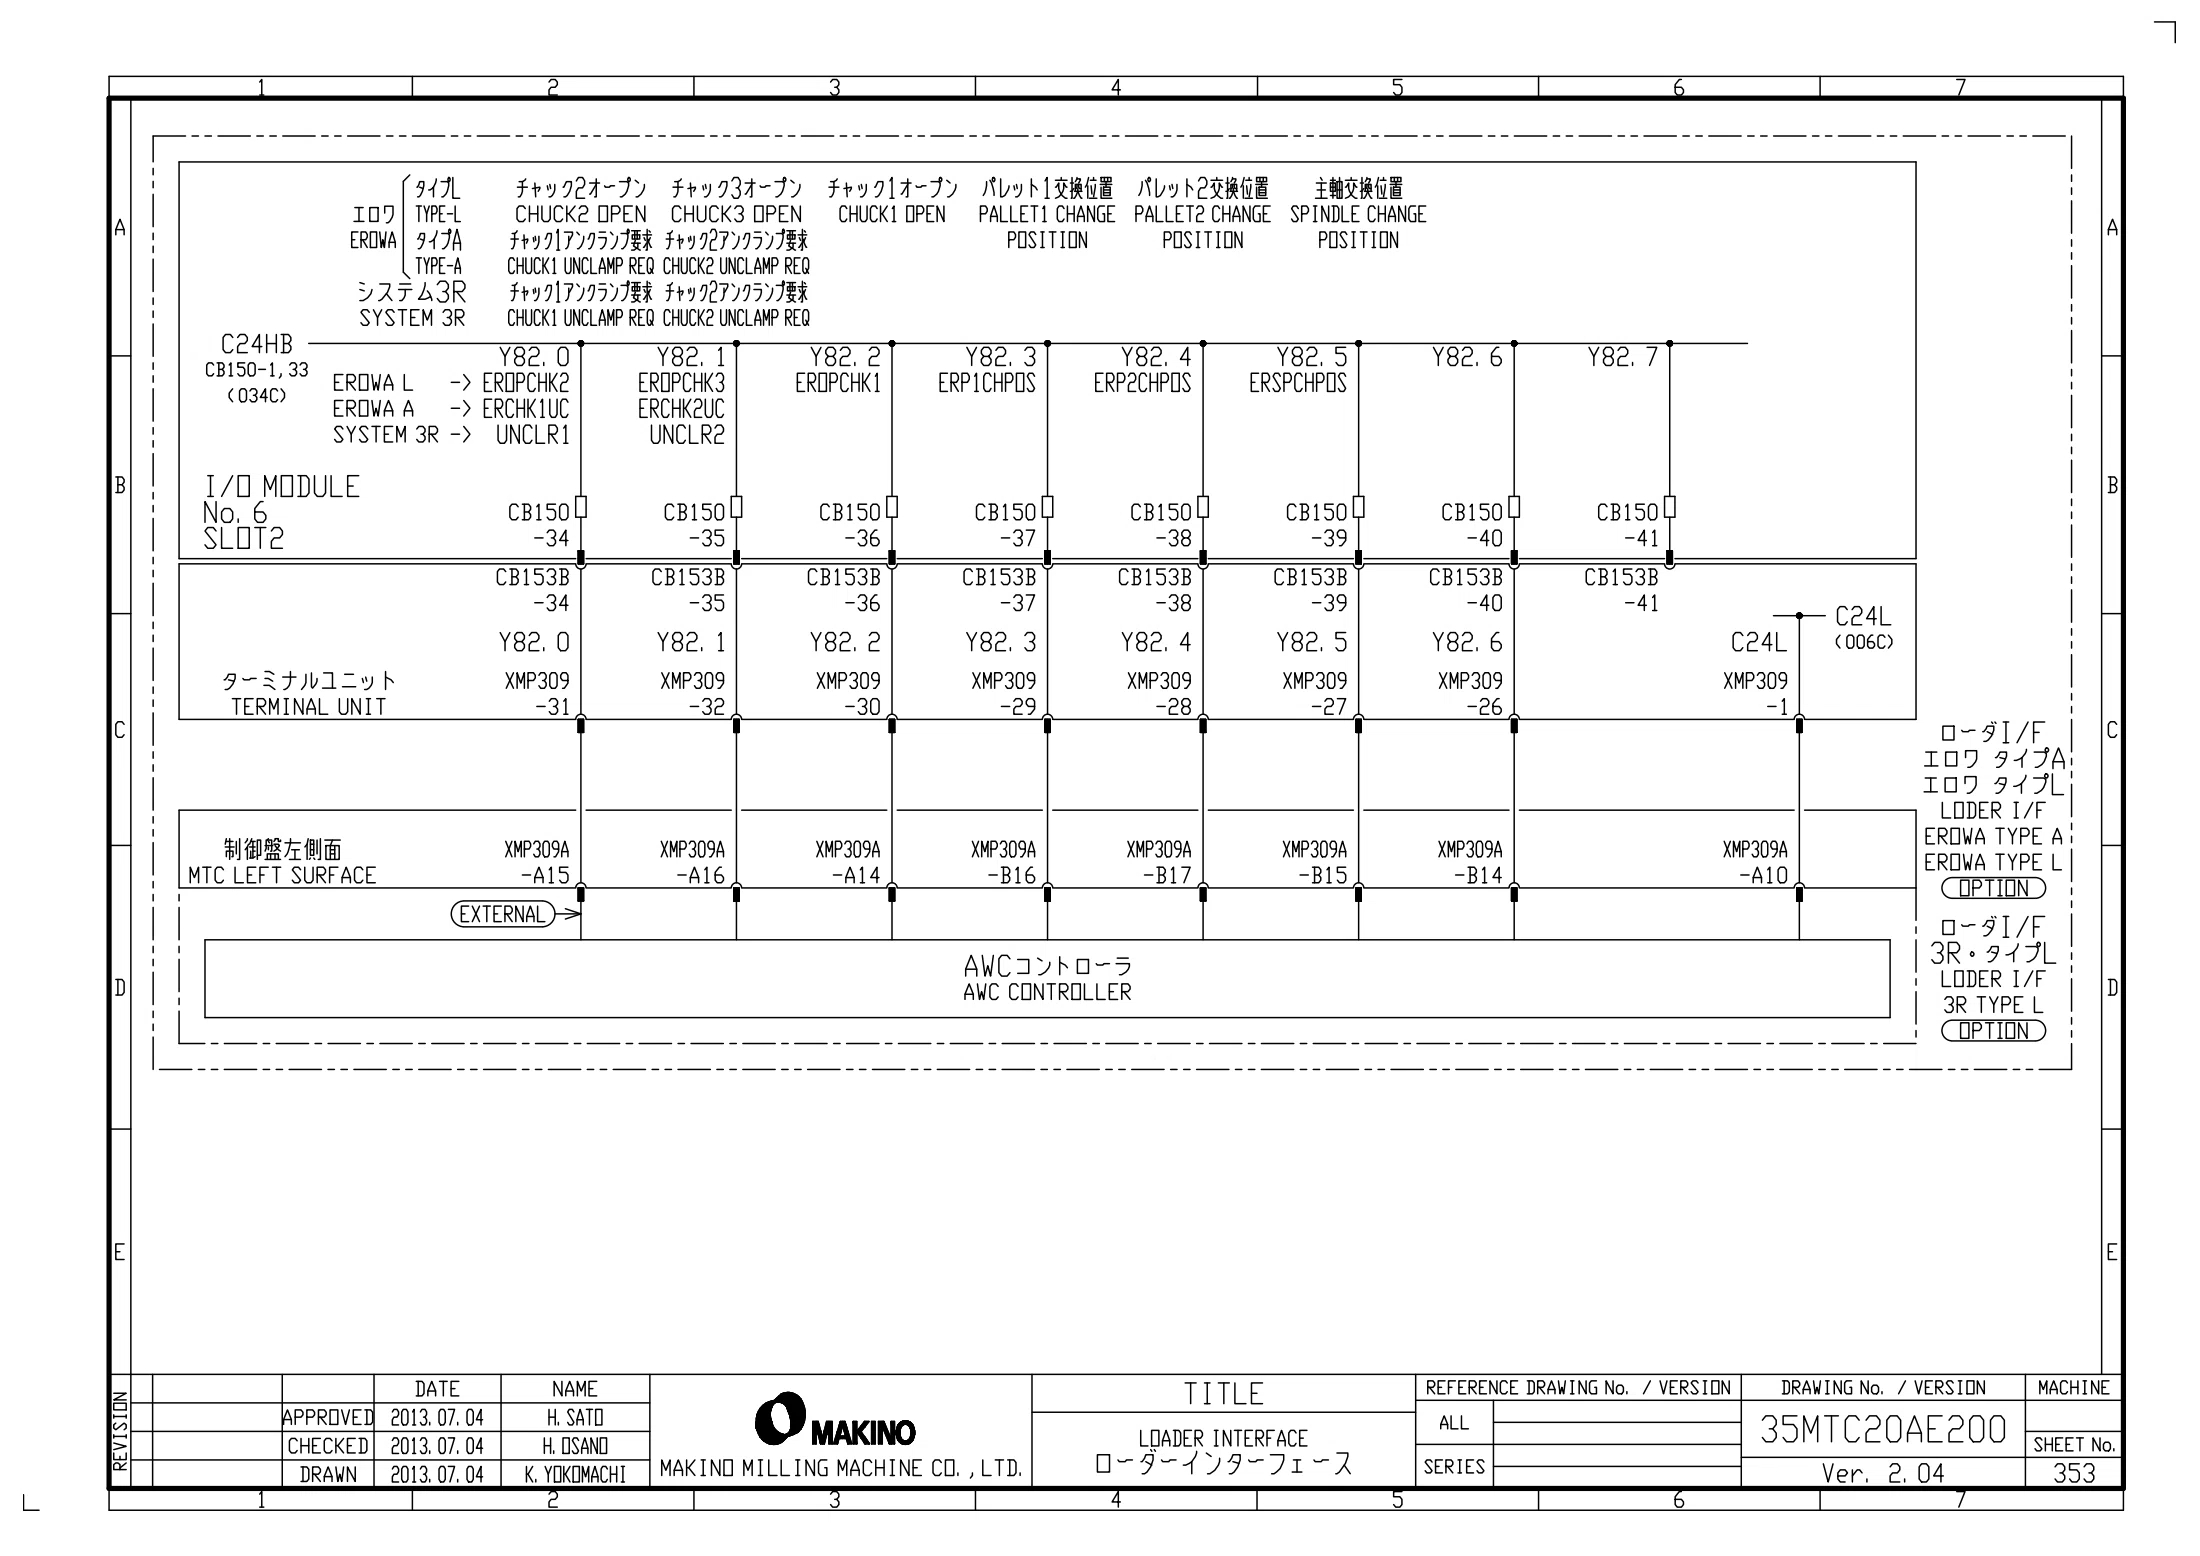 1 2 3 4 5 6 7
A
B
C
D
E
タイプL チャック2オープン チャック3オープン チャック1オープン パレット1交換位置 パレット2交換位置 主軸交換位置
エロワ TYPE-L CHUCK2 OPEN CHUCK3 OPEN CHUCK1 OPEN PALLET1 CHANGE PALLET2 CHANGE SPINDLE CHANGE
EROWA タイプA チャック1アンクランプ要求 チャック2アンクランプ要求 POSITION POSITION POSITION
TYPE-A CHUCK1 UNCLAMP REQ CHUCK2 UNCLAMP REQ
システム3R チャック1アンクランプ要求 チャック2アンクランプ要求
SYSTEM 3R CHUCK1 UNCLAMP REQ CHUCK2 UNCLAMP REQ
C24HB
Y82.0 Y82.1 Y82.2 Y82.3 Y82.4 Y82.5 Y82.6 Y82.7
CB150-1,33
(034C)
EROWA L -> EROPCHK2 EROPCHK3 EROPCHK1 ERP1CHPOS ERP2CHPOS ERSPCHPOS
EROWA A -> ERCHK1UC ERCHK2UC
SYSTEM 3R -> UNCLR1 UNCLR2
I/O MODULE
No.6
SLOT2
CB150 CB150 CB150 CB150 CB150 CB150 CB150 CB150
-34 -35 -36 -37 -38 -39 -40 -41
CB153B CB153B CB153B CB153B CB153B CB153B CB153B CB153B
-34 -35 -36 -37 -38 -39 -40 -41
C24L
(006C)
Y82.0 Y82.1 Y82.2 Y82.3 Y82.4 Y82.5 Y82.6 C24L
ターミナルユニット XMP309 XMP309 XMP309 XMP309 XMP309 XMP309 XMP309 XMP309
TERMINAL UNIT -31 -32 -30 -29 -28 -27 -26 -1
制御盤左側面 XMP309A XMP309A XMP309A XMP309A XMP309A XMP309A XMP309A XMP309A
MTC LEFT SURFACE -A15 -A16 -A14 -B16 -B17 -B15 -B14 -A10
EXTERNAL
AWCコントローラ
AWC CONTROLLER
ローダI/F
エロワ タイプA
エロワ タイプL
LODER I/F
EROWA TYPE A
EROWA TYPE L
OPTION
ローダI/F
3R・タイプL
LODER I/F
3R TYPE L
OPTION
A
B
C
D
E
REVISION
DATE NAME
APPROVED 2013.07.04 H. SATO
CHECKED 2013.07.04 H. OSANO
DRAWN 2013.07.04 K. YOKOMACHI
MAKINO
MAKINO MILLING MACHINE CO.,LTD.
TITLE
LOADER INTERFACE
ローダーインターフェース
REFERENCE DRAWING No. / VERSION
ALL
SERIES
DRAWING No. / VERSION
35MTC20AE200
Ver. 2.04
MACHINE
SHEET No.
353
1 2 3 4 5 6 7